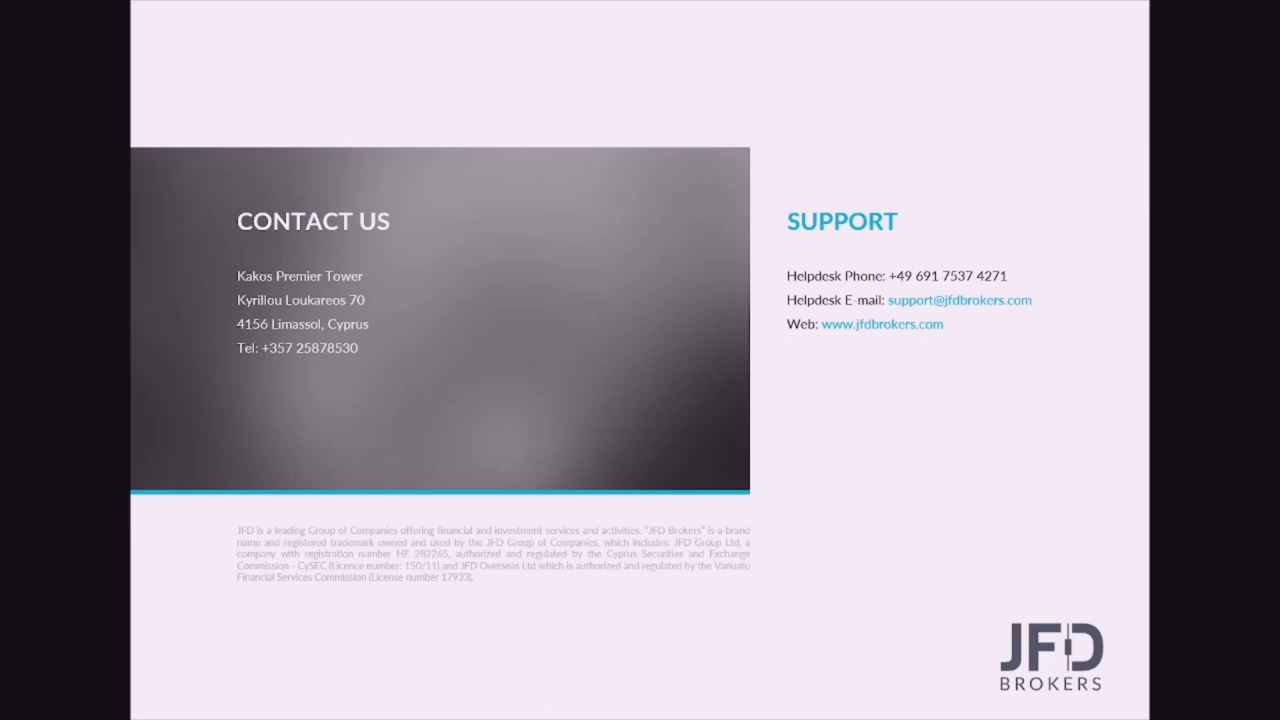 CONTACT US
Kakos Premier Tower
Kyrillou Loukareos 70
4156 Limassol, Cyprus
Tel: +357 25878530
SUPPORT
Helpdesk Phone: +49 691 7537 4271
Helpdesk E-mail: support@jfdbrokers.com
Web: www.jfdbrokers.com
JFD is a leading Group of Companies offering financial and investment services and activities. "JFD Brokers" is a brand
name and registered trademark owned and used by the JFD Group of Companies, which includes: JFD Group Ltd, a
company with registration number HE 282265, authorized and regulated by the Cyprus Securities and Exchange
Commission - CySEC (Licence number: 150/11) and JFD Overseas Ltd which is authorized and regulated by the Vanuatu
Financial Services Commission (License number 17933).
JFD
BROKERS